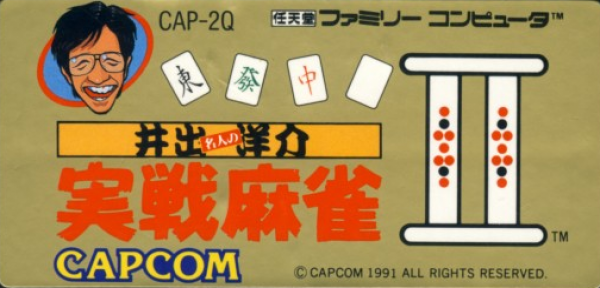 CAP-2Q
任天堂 ファミリー コンピュータ™
東 發 中
井出洋介
名人の
実戦麻雀
II
TM
CAPCOM
© CAPCOM 1991 ALL RIGHTS RESERVED.